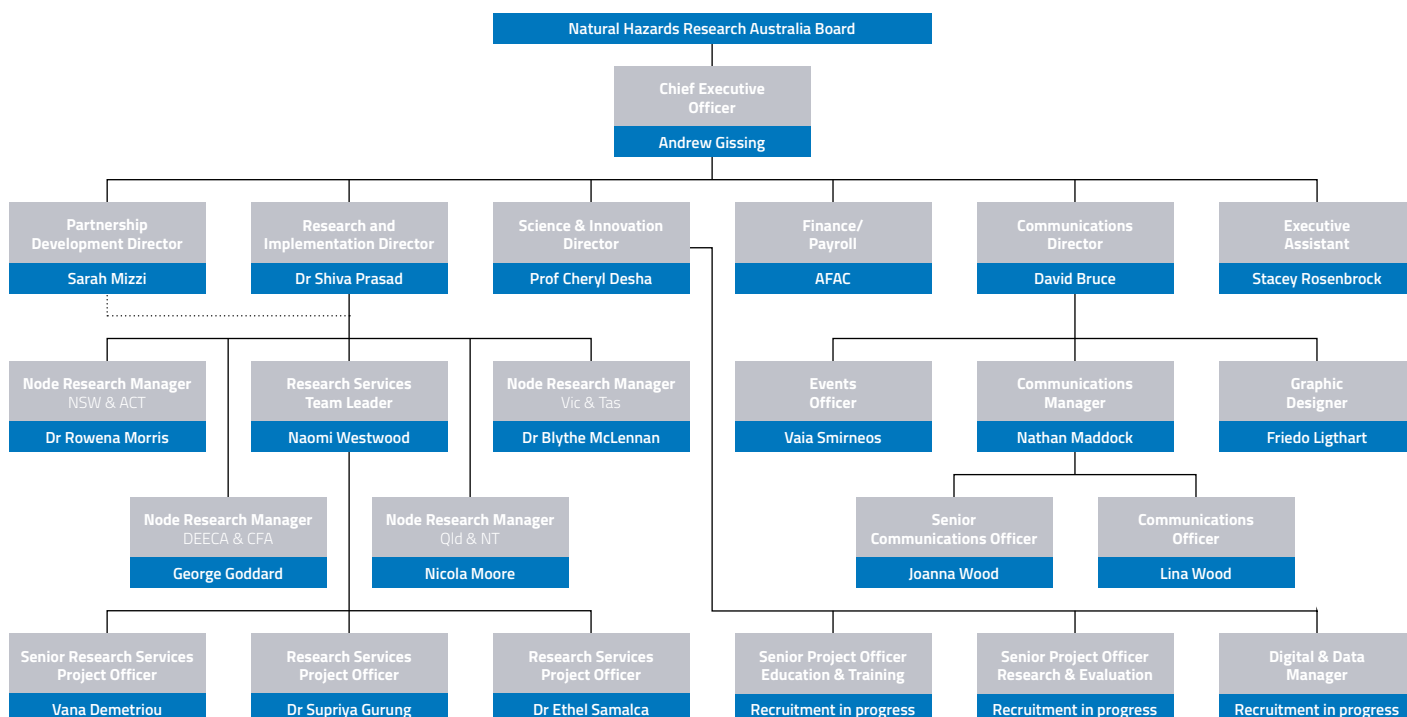 Natural Hazards Research Australia Board
Chief Executive
Officer
Andrew Gissing
Partnership
Development Director
Sarah Mizzi
Research and
Implementation Director
Dr Shiva Prasad
Science & Innovation
Director
Prof Cheryl Desha
Finance/
Payroll
AFAC
Communications
Director
David Bruce
Executive
Assistant
Stacey Rosenbrock
Node Research Manager
NSW & ACT
Dr Rowena Morris
Research Services
Team Leader
Naomi Westwood
Node Research Manager
Vic & Tas
Dr Blythe McLennan
Events
Officer
Vaia Smirneos
Communications
Manager
Nathan Maddock
Graphic
Designer
Friedo Ligthart
Node Research Manager
DEECA & CFA
George Goddard
Node Research Manager
Qld & NT
Nicola Moore
Senior
Communications Officer
Joanna Wood
Communications
Officer
Lina Wood
Senior Research Services
Project Officer
Vana Demetriou
Research Services
Project Officer
Dr Supriya Gurung
Research Services
Project Officer
Dr Ethel Samalca
Senior Project Officer
Education & Training
Recruitment in progress
Senior Project Officer
Research & Evaluation
Recruitment in progress
Digital & Data
Manager
Recruitment in progress